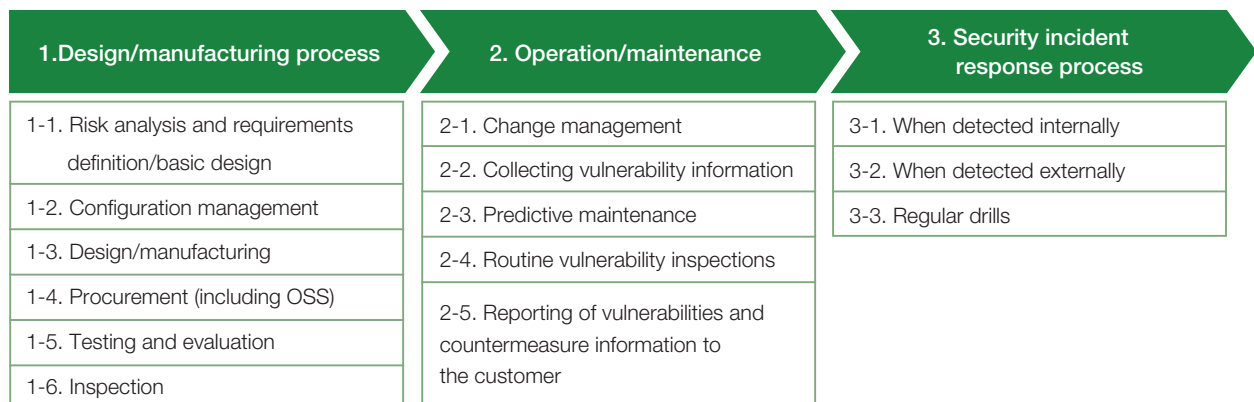 1.Design/manufacturing process
1-1. Risk analysis and requirements
definition/basic design
1-2. Configuration management
1-3. Design/manufacturing
1-4. Procurement (including OSS)
1-5. Testing and evaluation
1-6. Inspection
2. Operation/maintenance
2-1. Change management
2-2. Collecting vulnerability information
2-3. Predictive maintenance
2-4. Routine vulnerability inspections
2-5. Reporting of vulnerabilities and
countermeasure information to
the customer
3. Security incident
response process
3-1. When detected internally
3-2. When detected externally
3-3. Regular drills